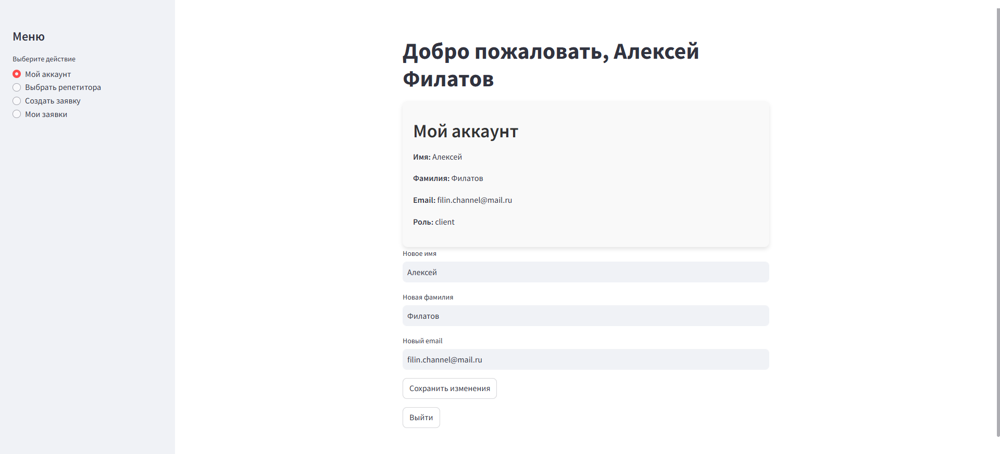 Меню
Выберите действие
Мой аккаунт
Выбрать репетитора
Создать заявку
Мои заявки
Добро пожаловать, Алексей
Филатов
Мой аккаунт
Имя: Алексей
Фамилия: Филатов
Email: filin.channel@mail.ru
Роль: client
Новое имя
Алексей
Новая фамилия
Филатов
Новый email
filin.channel@mail.ru
Сохранить изменения
Выйти